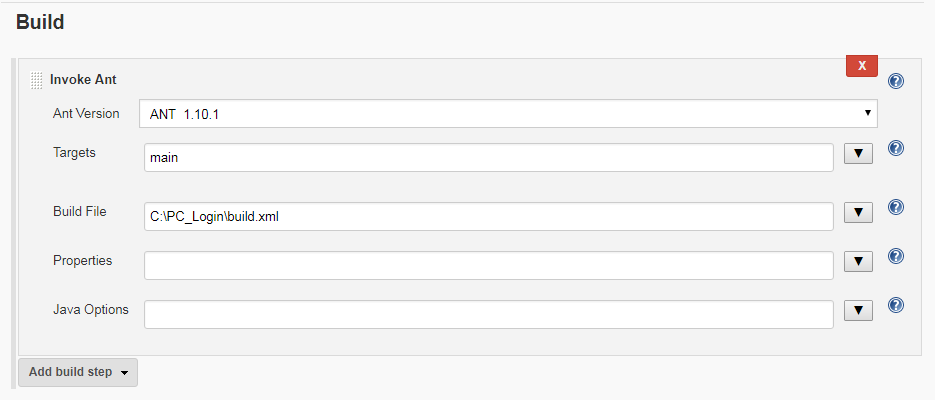 Build
Invoke Ant
X
?
Ant Version
ANT 1.10.1
Targets
main
?
Build File
C:\PC_Login\build.xml
?
Properties
?
Java Options
?
Add build step